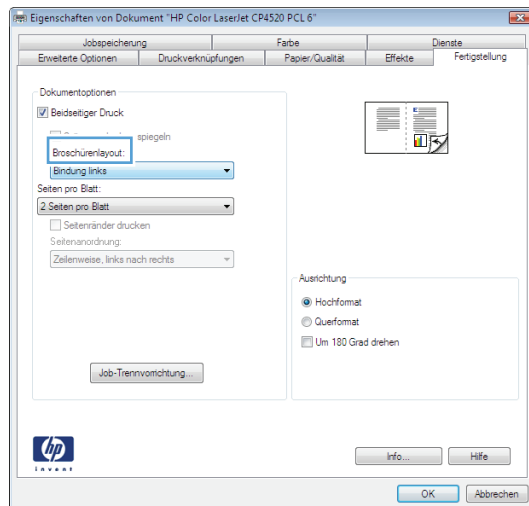 Eigenschaften von Dokument "HP Color LaserJet CP4520 PCL 6"
Jobspeicherung Farbe Dienste
Erweiterte Optionen Druckverknüpfungen Papier/Qualität Effekte Fertigstellung
Dokumentoptionen
Beidseitiger Druck
spiegeln
Broschürenlayout:
Bindung links
Seiten pro Blatt:
2 Seiten pro Blatt
Seitenränder drucken
Seitenanordnung:
Zeilenweise, links nach rechts
Job-Trennvorrichtung...
Ausrichtung
Hochformat
Querformat
Um 180 Grad drehen
hp
invent
Info... Hilfe
OK Abbrechen